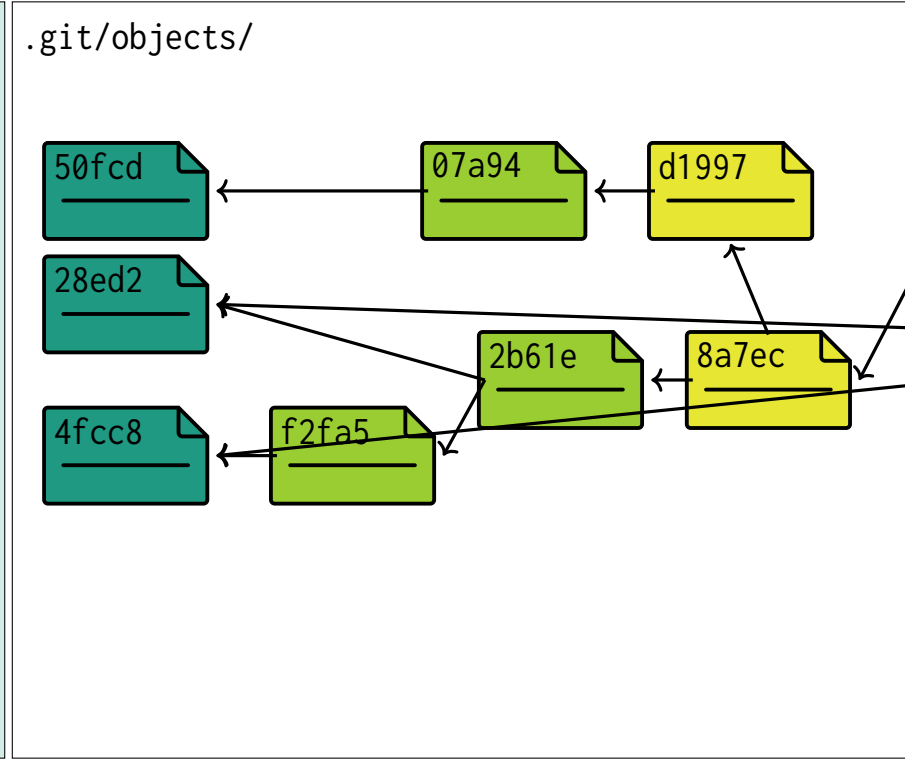 .git/objects/
50fcd
07a94
d1997
28ed2
2b61e
8a7ec
4fcc8
f2fa5